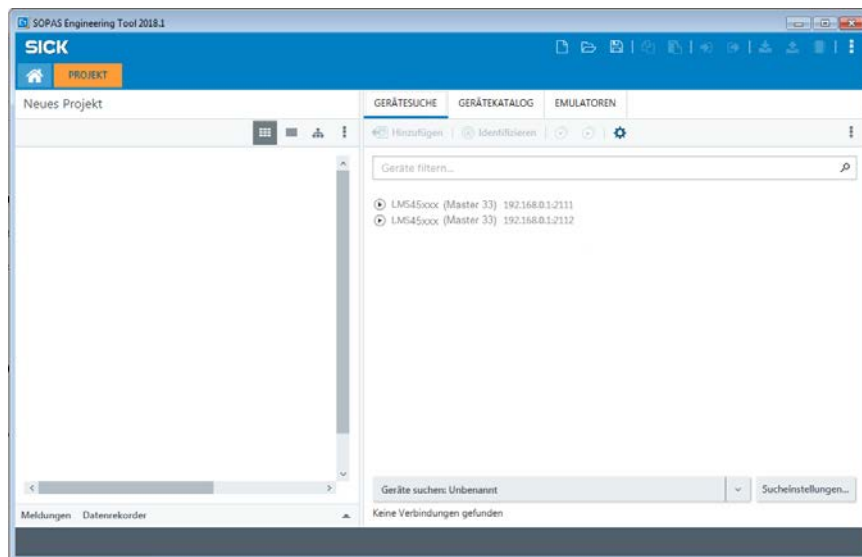 SOPAS Engineering Tool 2018.1
SICK
PROJEKT
Neues Projekt
GERÄTESUCHE GERÄTEKATALOG EMULATOREN
Hinzufügen Identifizieren
Geräte filtern...
LMS45xxx (Master 33) 192.168.0.1:2111
LMS45xxx (Master 33) 192.168.0.1:2112
Geräte suchen: Unbenannt
Sucheinstellungen...
Meldungen Datenrekorder
Keine Verbindungen gefunden